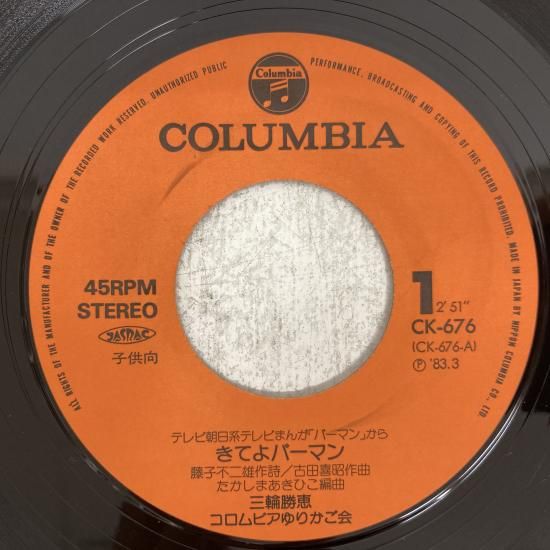 ALL RIGHTS OF THE MANUFACTURER AND OF THE OWNER OF THE RECORDED WORK RESERVED. UNAUTHORIZED PUBLIC PERFORMANCE, BROADCASTING AND COPYING OF THIS RECORD PROHIBITED. MADE IN JAPAN BY NIPPON COLUMBIA CO., LTD.
Columbia
COLUMBIA
45RPM
STEREO
JASRAC
子供向
1 2′51″
CK-676
(CK-676-A)
Ⓟ '83.3
テレビ朝日系テレビまんが「パーマン」から
きてよパーマン
藤子不二雄作詩/古田喜昭作曲
たかしまあきひこ編曲
三輪勝恵
コロムビアゆりかご会